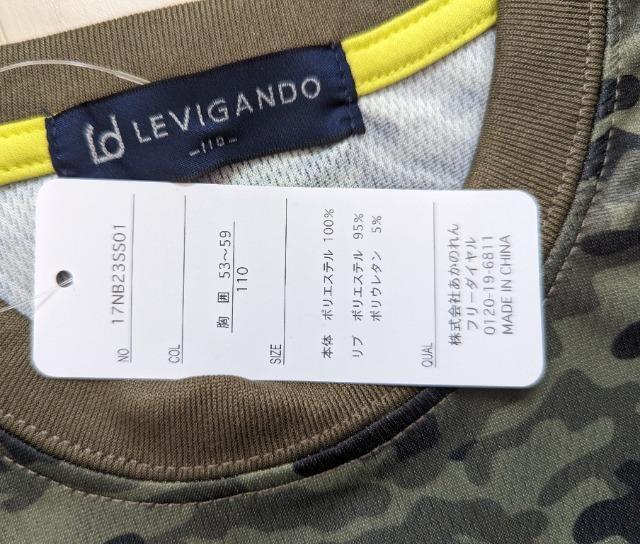 LEVIGANDO
-110-
17NB23SS01
NO
COL
胸 囲 53～59
110
SIZE
本体 ポリエステル 100%
リブ ポリエステル 95%
ポリウレタン 5%
QUAL
株式会社あかのれん
フリーダイヤル
0120-19-6811
MADE IN CHINA